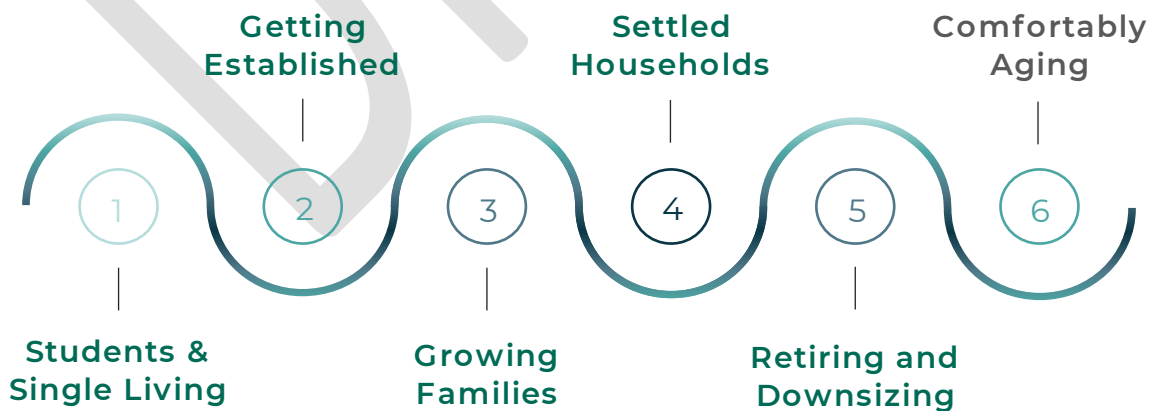 Getting
Established
Settled
Households
Comfortably
Aging
1
2
3
4
5
6
Students &
Single Living
Growing
Families
Retiring and
Downsizing